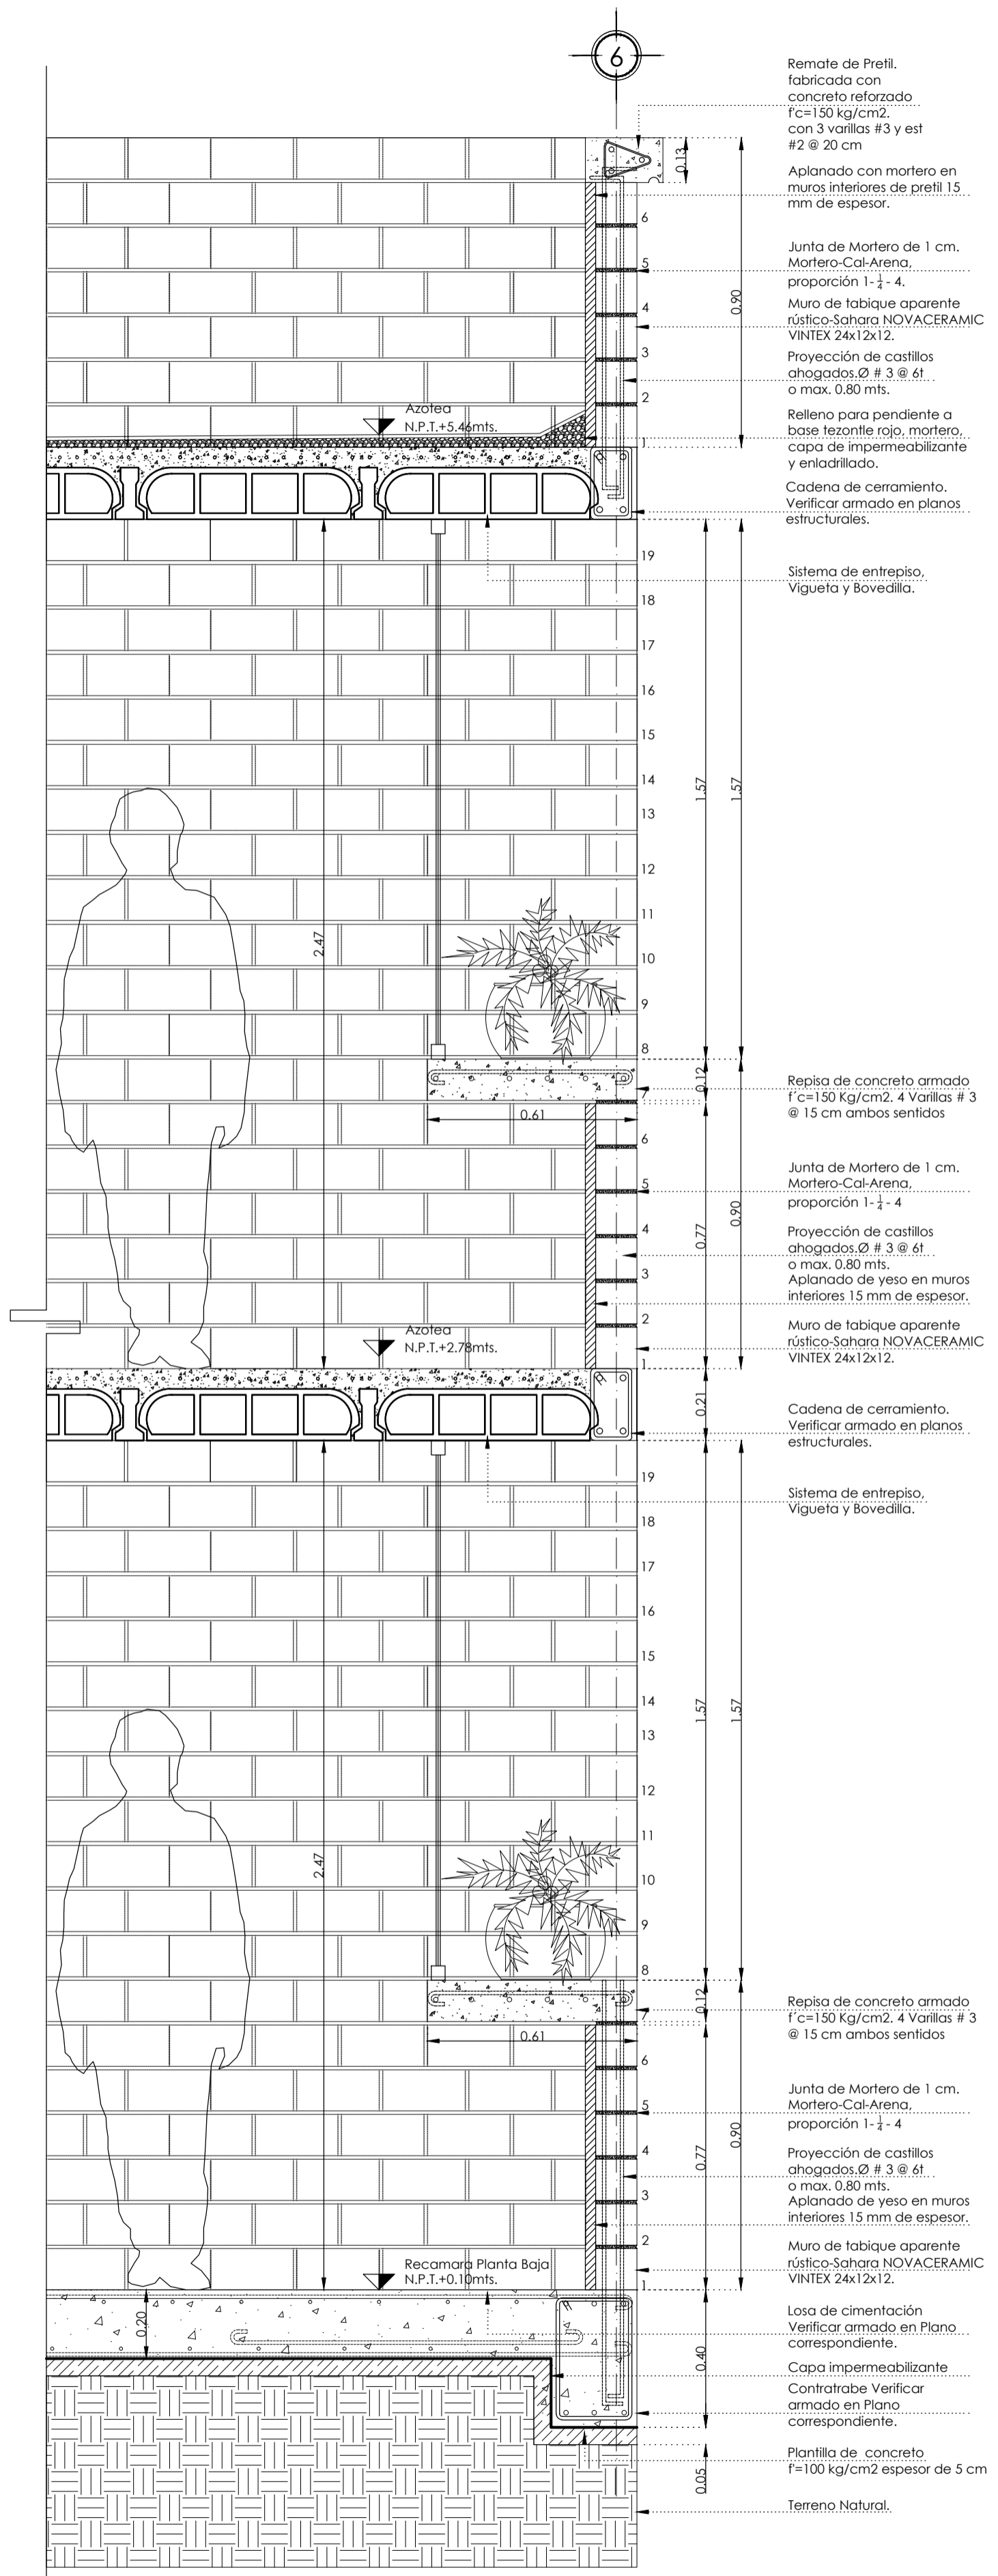 6
Remate de Pretil.
fabricada con
concreto reforzado
f'c=150 kg/cm2.
con 3 varillas #3 y est
#2 @ 20 cm
0.13
Aplanado con mortero en
muros interiores de pretil 15
mm de espesor.
6
Junta de Mortero de 1 cm.
Mortero-Cal-Arena,
proporción 1- 1/4 - 4.
5
0.90
Muro de tabique aparente
rústico-Sahara NOVACERAMIC
VINTEX 24x12x12.
4
3
Proyección de castillos
ahogados.Ø # 3 @ 6t
o max. 0.80 mts.
2
Azotea
N.P.T.+5.46mts.
Relleno para pendiente a
base tezontle rojo, mortero,
capa de impermeabilizante
y enladrillado.
1
Cadena de cerramiento.
Verificar armado en planos
estructurales.
19
Sistema de entrepiso,
Vigueta y Bovedilla.
18
17
16
15
14
1.57
1.57
13
12
11
2.47
10
9
8
0.12
Repisa de concreto armado
f´c=150 Kg/cm2. 4 Varillas # 3
@ 15 cm ambos sentidos
7
0.61
6
Junta de Mortero de 1 cm.
Mortero-Cal-Arena,
proporción 1- 1/4 - 4
5
0.90
0.77
4
Proyección de castillos
ahogados.Ø # 3 @ 6t
o max. 0.80 mts.
3
Aplanado de yeso en muros
interiores 15 mm de espesor.
2
Azotea
N.P.T.+2.78mts.
Muro de tabique aparente
rústico-Sahara NOVACERAMIC
VINTEX 24x12x12.
1
0.21
Cadena de cerramiento.
Verificar armado en planos
estructurales.
19
Sistema de entrepiso,
Vigueta y Bovedilla.
18
17
16
15
14
1.57
1.57
13
12
11
2.47
10
9
8
0.12
Repisa de concreto armado
f´c=150 Kg/cm2. 4 Varillas # 3
@ 15 cm ambos sentidos
7
0.61
6
Junta de Mortero de 1 cm.
Mortero-Cal-Arena,
proporción 1- 1/4 - 4
5
0.90
0.77
4
Proyección de castillos
ahogados.Ø # 3 @ 6t
o max. 0.80 mts.
3
Aplanado de yeso en muros
interiores 15 mm de espesor.
2
Recamara Planta Baja
N.P.T.+0.10mts.
Muro de tabique aparente
rústico-Sahara NOVACERAMIC
VINTEX 24x12x12.
1
0.20
Losa de cimentación
Verificar armado en Plano
correspondiente.
0.40
Capa impermeabilizante
Contratrabe Verificar
armado en Plano
correspondiente.
0.05
Plantilla de concreto
f'=100 kg/cm2 espesor de 5 cm
Terreno Natural.